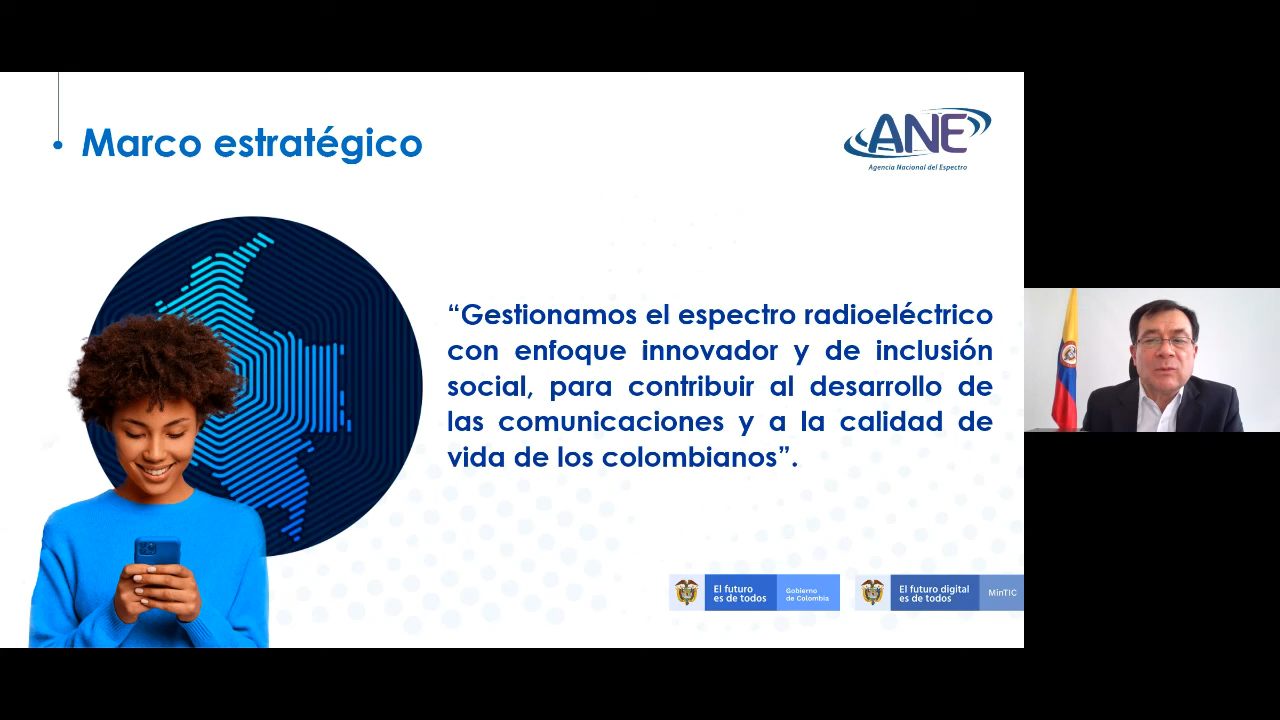 Marco estratégico
ANE
Agencia Nacional del Espectro
“Gestionamos el espectro radioeléctrico
con enfoque innovador y de inclusión
social, para contribuir al desarrollo de
las comunicaciones y a la calidad de
vida de los colombianos”.
El futuro
es de todos
Gobierno
de Colombia
El futuro digital
es de todos
MinTIC